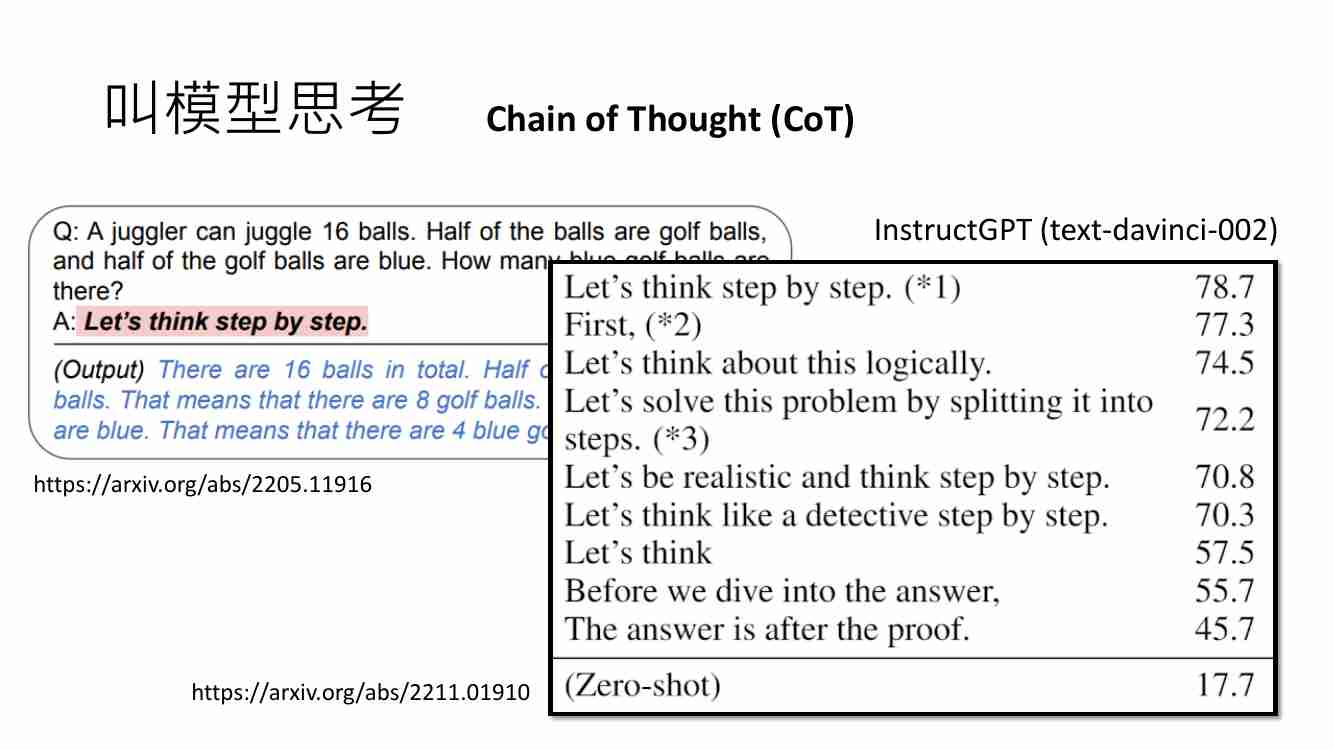 叫模型思考
Chain of Thought (CoT)
Q: A juggler can juggle 16 balls. Half of the balls are golf balls,
and half of the golf balls are blue. How many blue golf balls are
there?
A: Let's think step by step.
(Output) There are 16 balls in total. Half
balls. That means that there are 8 golf balls.
are blue. That means that there are 4 blue
https://arxiv.org/abs/2205.11916
InstructGPT (text-davinci-002)
Let's think step by step. (*1) 78.7
First, (*2) 77.3
Let's think about this logically. 74.5
Let's solve this problem by splitting it into
steps. (*3) 72.2
Let's be realistic and think step by step. 70.8
Let's think like a detective step by step. 70.3
Let's think 57.5
Before we dive into the answer, 55.7
The answer is after the proof. 45.7
(Zero-shot) 17.7
https://arxiv.org/abs/2211.01910